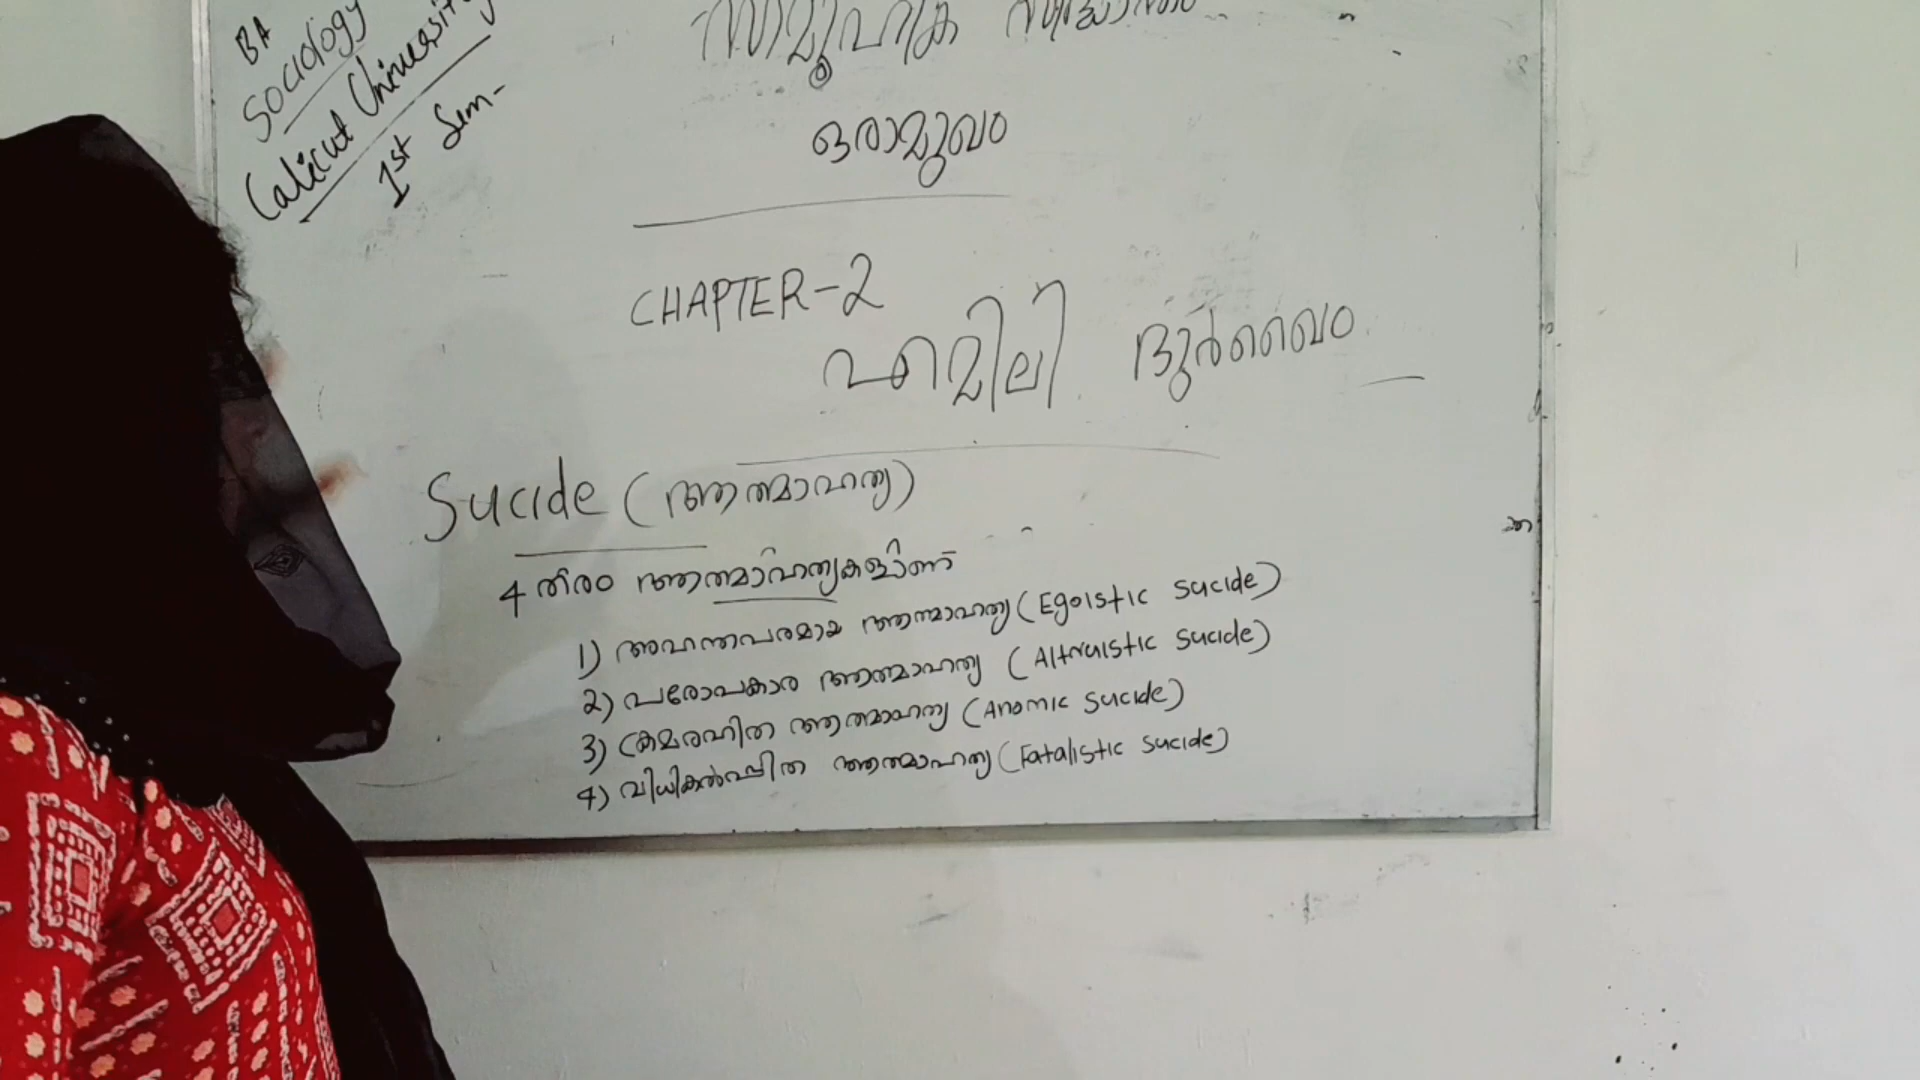 BA
Sociology
Calicut University
1st Sem-
സാമൂഹിക
ഒരാമുഖം
CHAPTER-2
എമിലി ദുർഖൈം
Sucide (ആത്മാഹത്യ)
4 തരം ആത്മാഹത്യകളാണ്
1) അഹന്തപരമായ ആത്മാഹത്യ (Egoistic sucide)
2) പരോപകാര ആത്മാഹത്യ (Altruistic sucide)
3) ക്രമരഹിത ആത്മാഹത്യ (Anomic sucide)
4) വിധികൽപ്പിത ആത്മാഹത്യ (Fatalistic sucide)